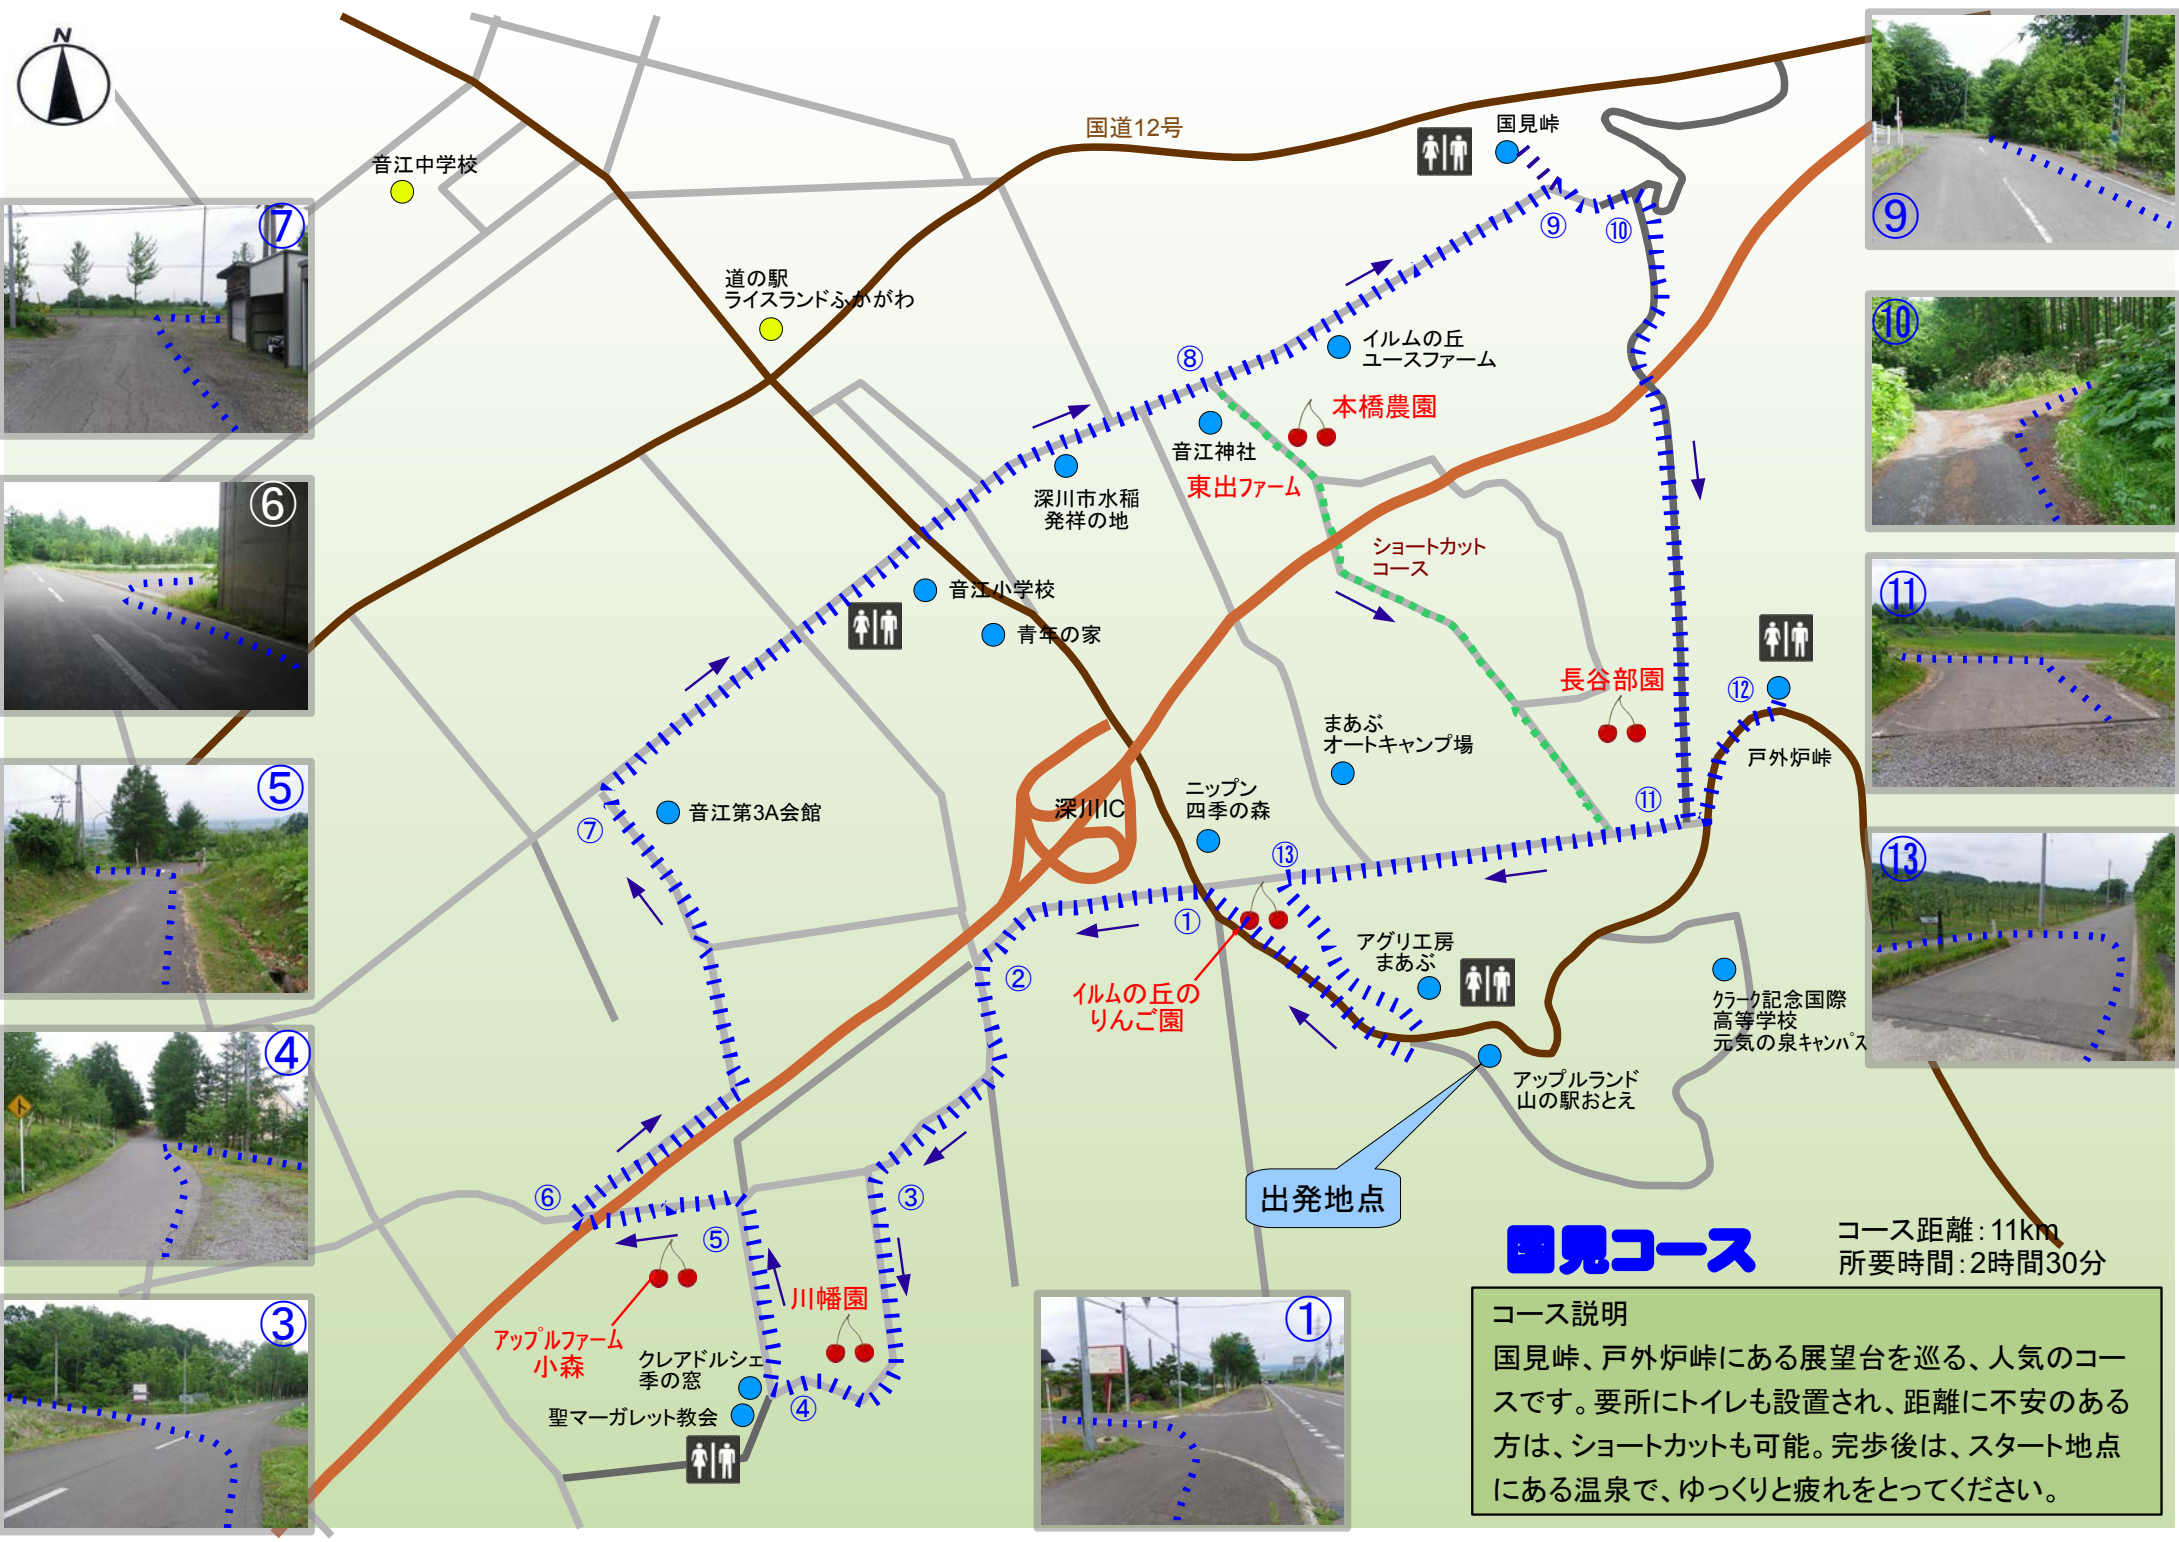 N
国道12号
国見峠
音江中学校
⑨
⑩
⑦
⑨
道の駅
ライスランドふかがわ
⑩
イルムの丘
ユースファーム
⑧
本橋農園
音江神社
東出ファーム
⑥
深川市水稲
発祥の地
ショートカット
コース
⑪
音江小学校
青年の家
長谷部園
⑫
まあぶ
オートキャンプ場
戸外炉峠
⑤
ニップン
四季の森
深川IC
音江第3A会館
⑦
⑪
⑬
⑬
①
アグリ工房
まあぶ
②
イルムの丘の
りんご園
クラーク記念国際
高等学校
元気の泉キャンパス
④
アップルランド
山の駅おとえ
出発地点
⑥
③
⑤
国見コース
コース距離：11km
所要時間：2時間30分
川幡園
③
①
アップルファーム
小森
クレアドルシェ
季の窓
④
聖マーガレット教会
コース説明
国見峠、戸外炉峠にある展望台を巡る、人気のコー
スです。要所にトイレも設置され、距離に不安のある
方は、ショートカットも可能。完歩後は、スタート地点
にある温泉で、ゆっくりと疲れをとってください。